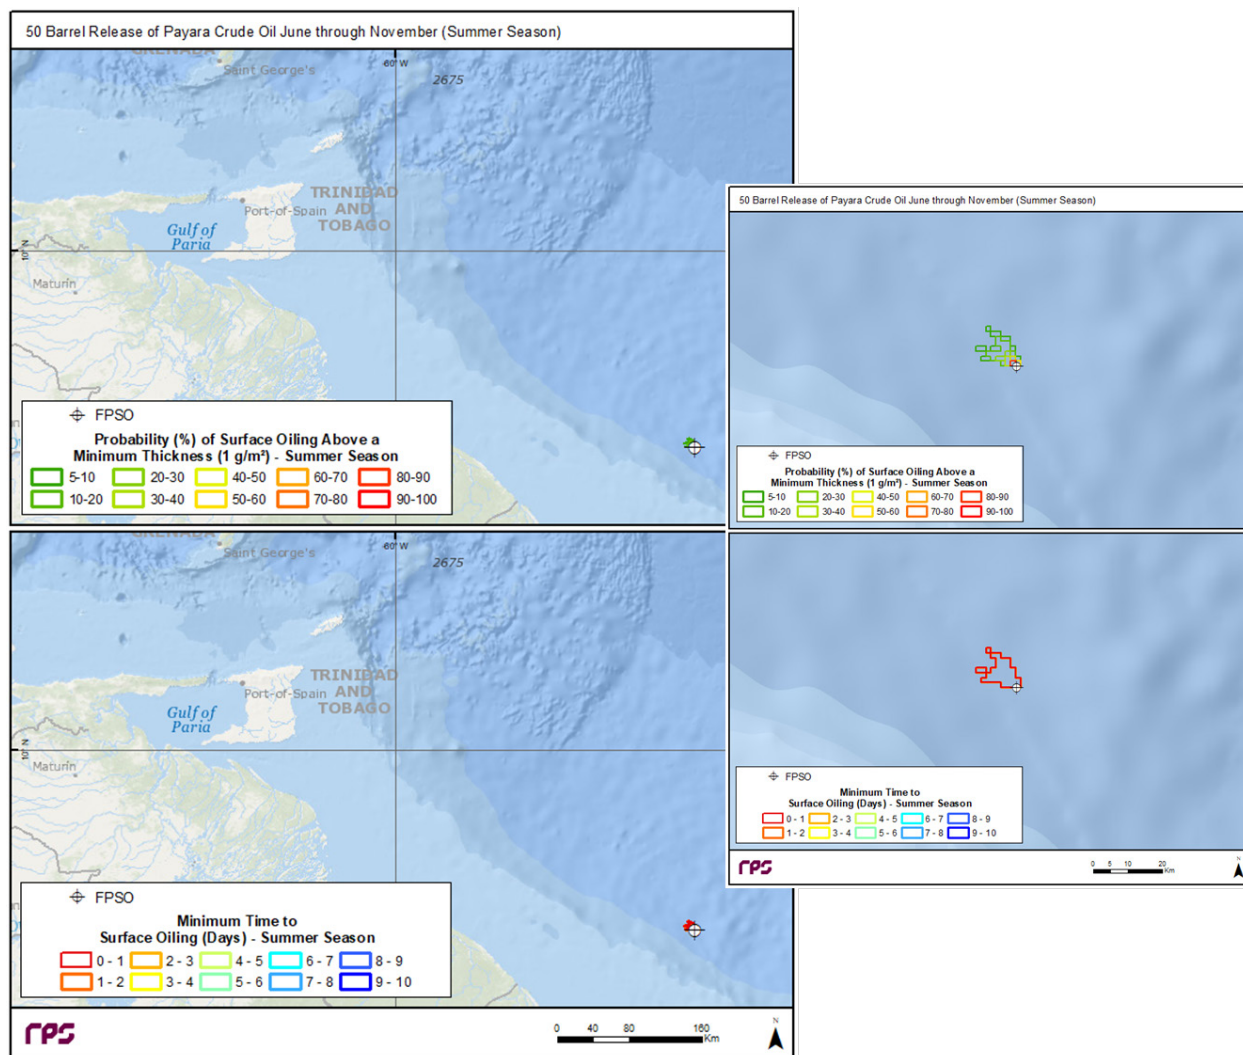 50 Barrel Release of Payara Crude Oil June through November (Summer Season)
GRENADA
Saint George's
60° W
2675
TRINIDAD
AND
TOBAGO
Port-of-Spain
Gulf of
Paria
10° N
Maturín
FPSO
Probability (%) of Surface Oiling Above a
Minimum Thickness (1 g/m²) - Summer Season
5-10 20-30 40-50 60-70 80-90
10-20 30-40 50-60 70-80 90-100
GRENADA
Saint George's
60° W
2675
TRINIDAD
AND
TOBAGO
Port-of-Spain
Gulf of
Paria
10° N
Maturín
FPSO
Minimum Time to
Surface Oiling (Days) - Summer Season
0 - 1 2 - 3 4 - 5 6 - 7 8 - 9
1 - 2 3 - 4 5 - 6 7 - 8 9 - 10
rps
0 40 80 160
Km
N
50 Barrel Release of Payara Crude Oil June through November (Summer Season)
FPSO
Probability (%) of Surface Oiling Above a
Minimum Thickness (1 g/m²) - Summer Season
5-10 20-30 40-50 60-70 80-90
10-20 30-40 50-60 70-80 90-100
FPSO
Minimum Time to
Surface Oiling (Days) - Summer Season
0 - 1 2 - 3 4 - 5 6 - 7 8 - 9
1 - 2 3 - 4 5 - 6 7 - 8 9 - 10
rps
0 5 10 20
Km
N